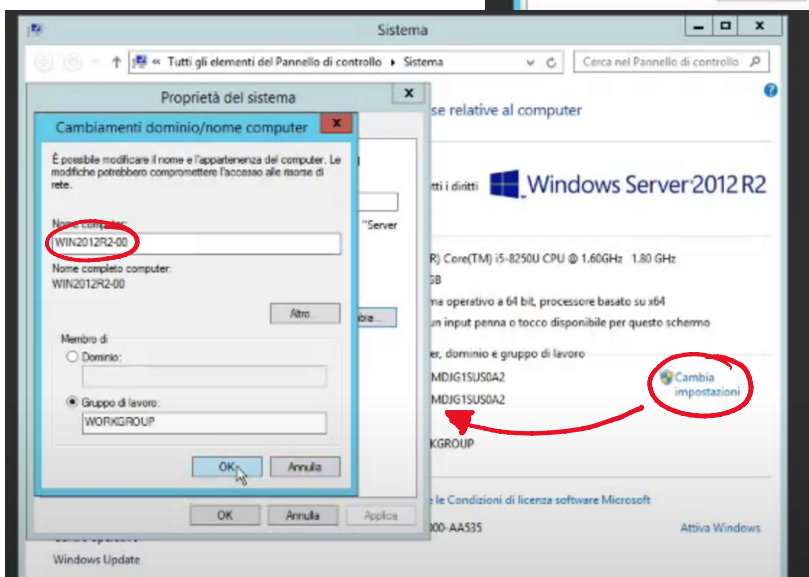 Sistema
« Tutti gli elementi del Pannello di controllo ▸ Sistema
Cerca nel Pannello di controllo
Proprietà del sistema
Cambiamenti dominio/nome computer
È possibile modificare il nome e l'appartenenza del computer. Le
modifiche potrebbero compromettere l'accesso alle risorse di
rete.
Nome computer:
WIN2012R2-00
Nome completo computer:
WIN2012R2-00
Altro...
Membro di
Dominio:
Gruppo di lavoro:
WORKGROUP
OK
Annulla
"Server
OK
Annulla
Applica
se relative al computer
tti i diritti
Windows Server 2012 R2
R) Core(TM) i5-8250U CPU @ 1.60GHz 1.80 GHz
GB
ma operativo a 64 bit, processore basato su x64
un input penna o tocco disponibile per questo schermo
er, dominio e gruppo di lavoro
MDJG1SUS0A2
Cambia
impostazioni
MDJG1SUS0A2
KGROUP
e le Condizioni di licenza software Microsoft
00-AA535
Attiva Windows
Windows Update